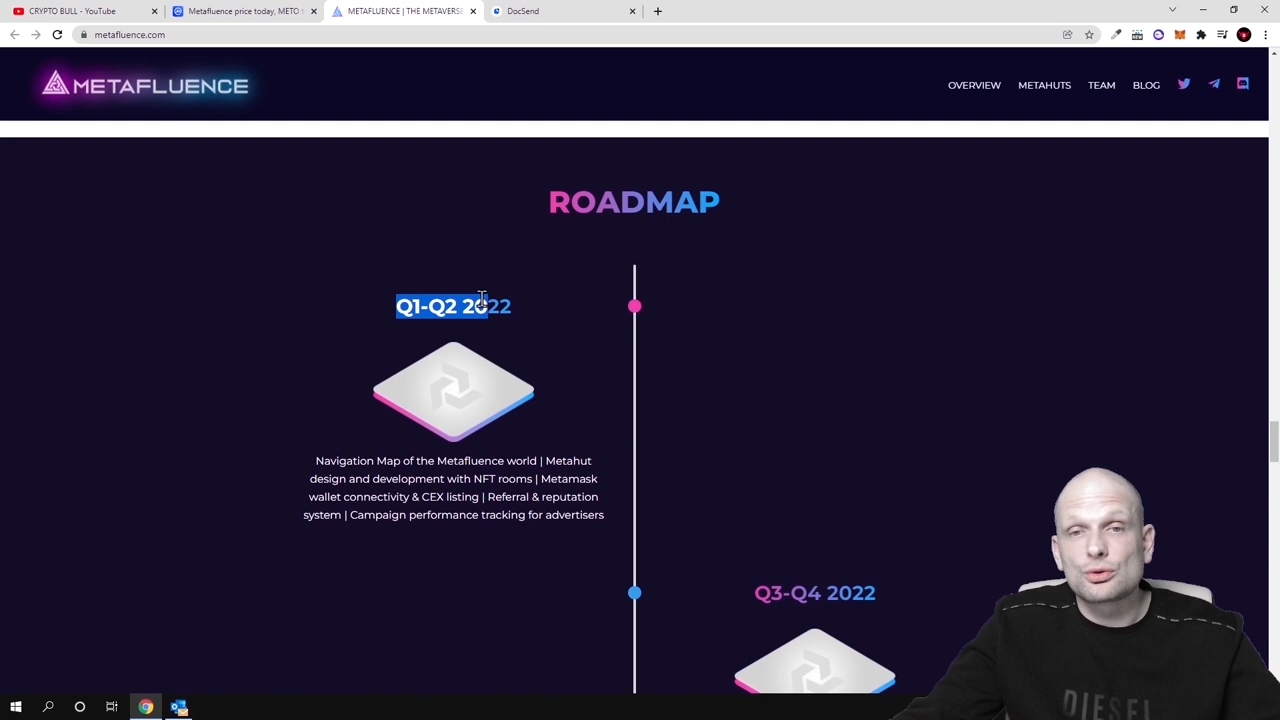 CRYPTO BULL - YouTube
Metafluence price today, METO
METAFLUENCE | THE METAVERSE
DocSend
metafluence.com
METAFLUENCE
OVERVIEW METAHUTS TEAM BLOG
ROADMAP
Q1-Q2 2022
Navigation Map of the Metafluence world | Metahut
design and development with NFT rooms | Metamask
wallet connectivity & CEX listing | Referral & reputation
system | Campaign performance tracking for advertisers
Q3-Q4 2022
DIESEL